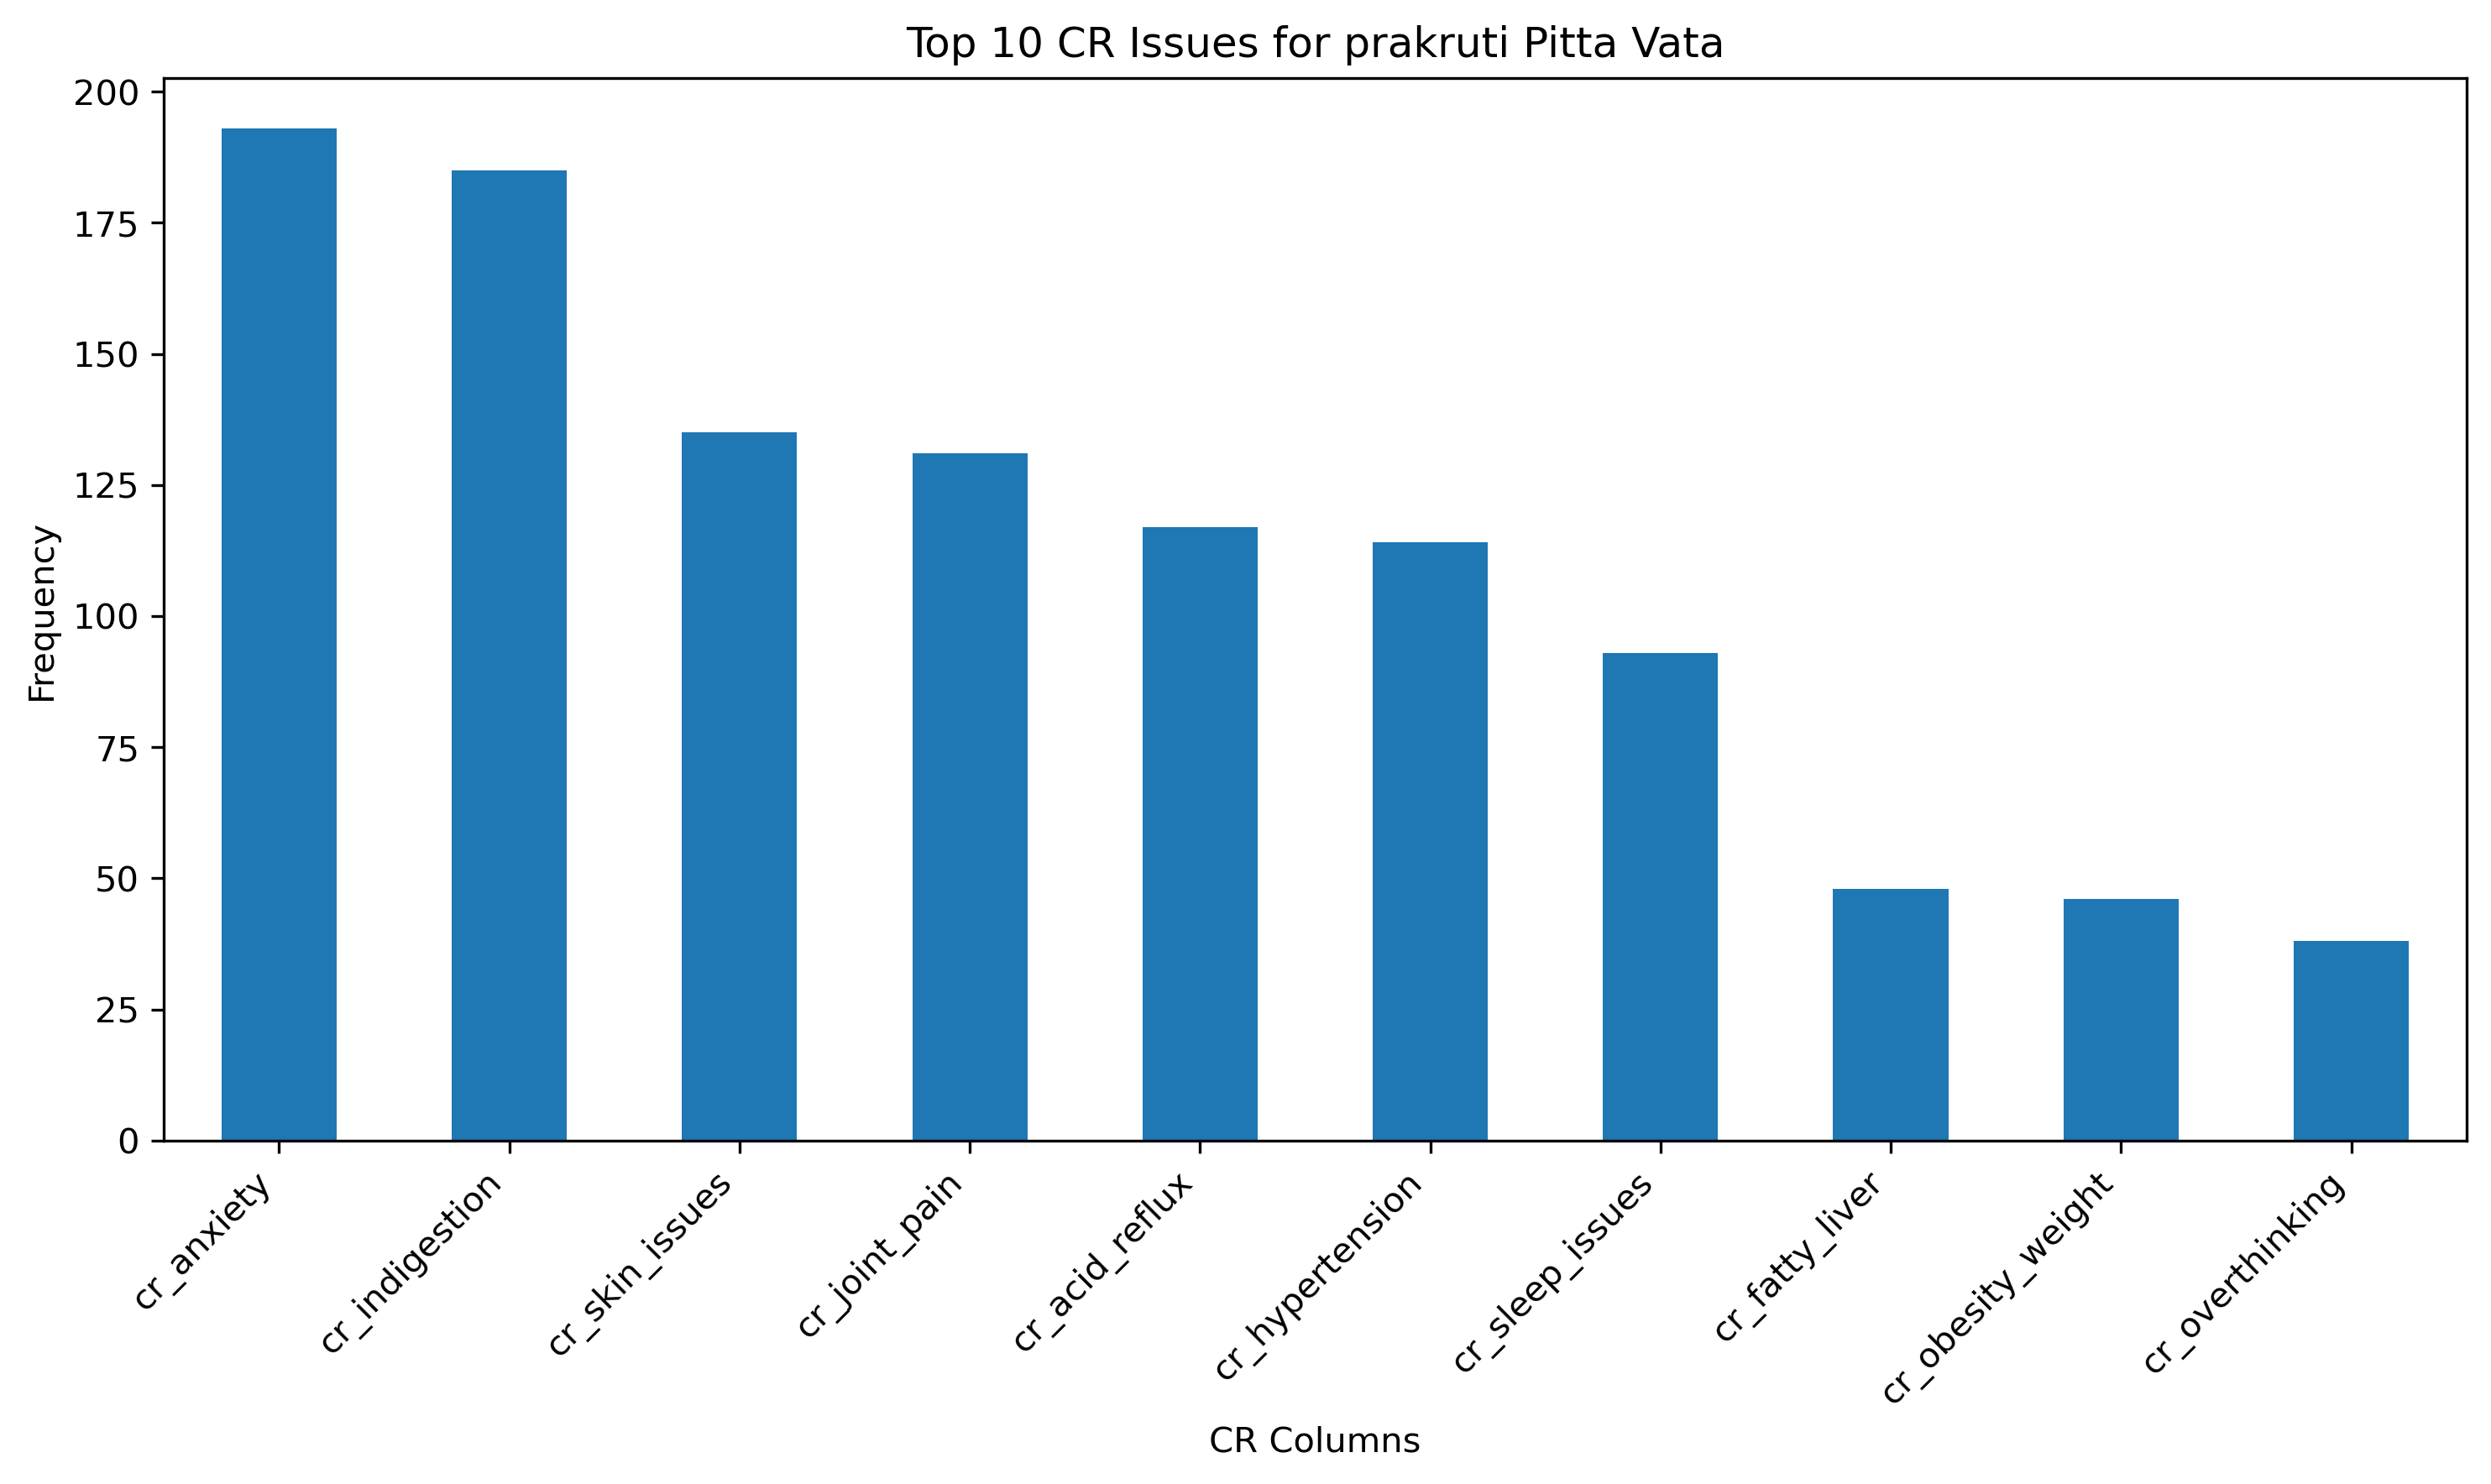 Top 10 CR Issues for prakruti Pitta Vata
Frequency
200
175
150
125
100
75
50
25
0
cr_anxiety
cr_indigestion
cr_skin_issues
cr_joint_pain
cr_acid_reflux
cr_hypertension
cr_sleep_issues
cr_fatty_liver
cr_obesity_weight
cr_overthinking
CR Columns